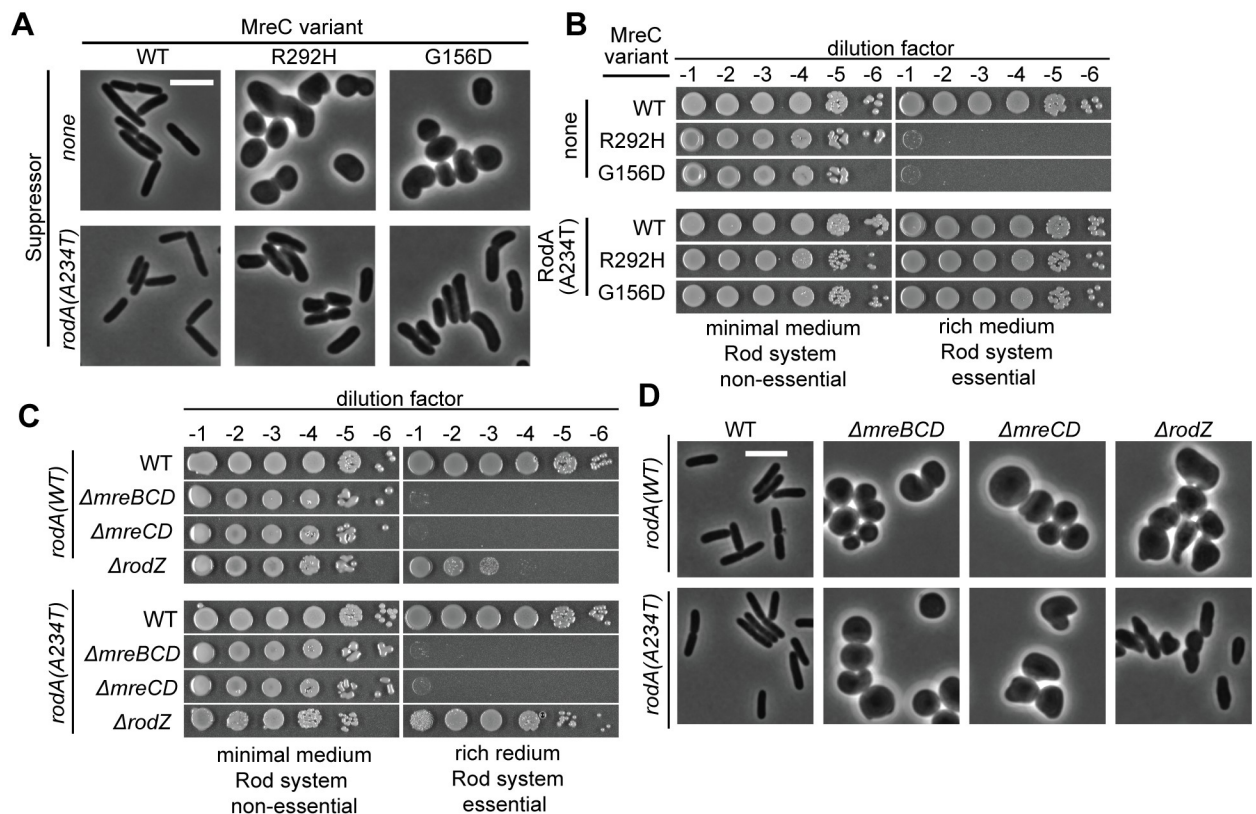 A
MreC variant
WT R292H G156D
Suppressor
none
rodA(A234T)
B
MreC
variant
dilution factor
-1 -2 -3 -4 -5 -6 -1 -2 -3 -4 -5 -6
none
WT
R292H
G156D
RodA
(A234T)
WT
R292H
G156D
minimal medium
Rod system
non-essential
rich medium
Rod system
essential
C
dilution factor
-1 -2 -3 -4 -5 -6 -1 -2 -3 -4 -5 -6
rodA(WT)
WT
ΔmreBCD
ΔmreCD
ΔrodZ
rodA(A234T)
WT
ΔmreBCD
ΔmreCD
ΔrodZ
minimal medium
Rod system
non-essential
rich redium
Rod system
essential
D
WT ΔmreBCD ΔmreCD ΔrodZ
rodA(WT)
rodA(A234T)